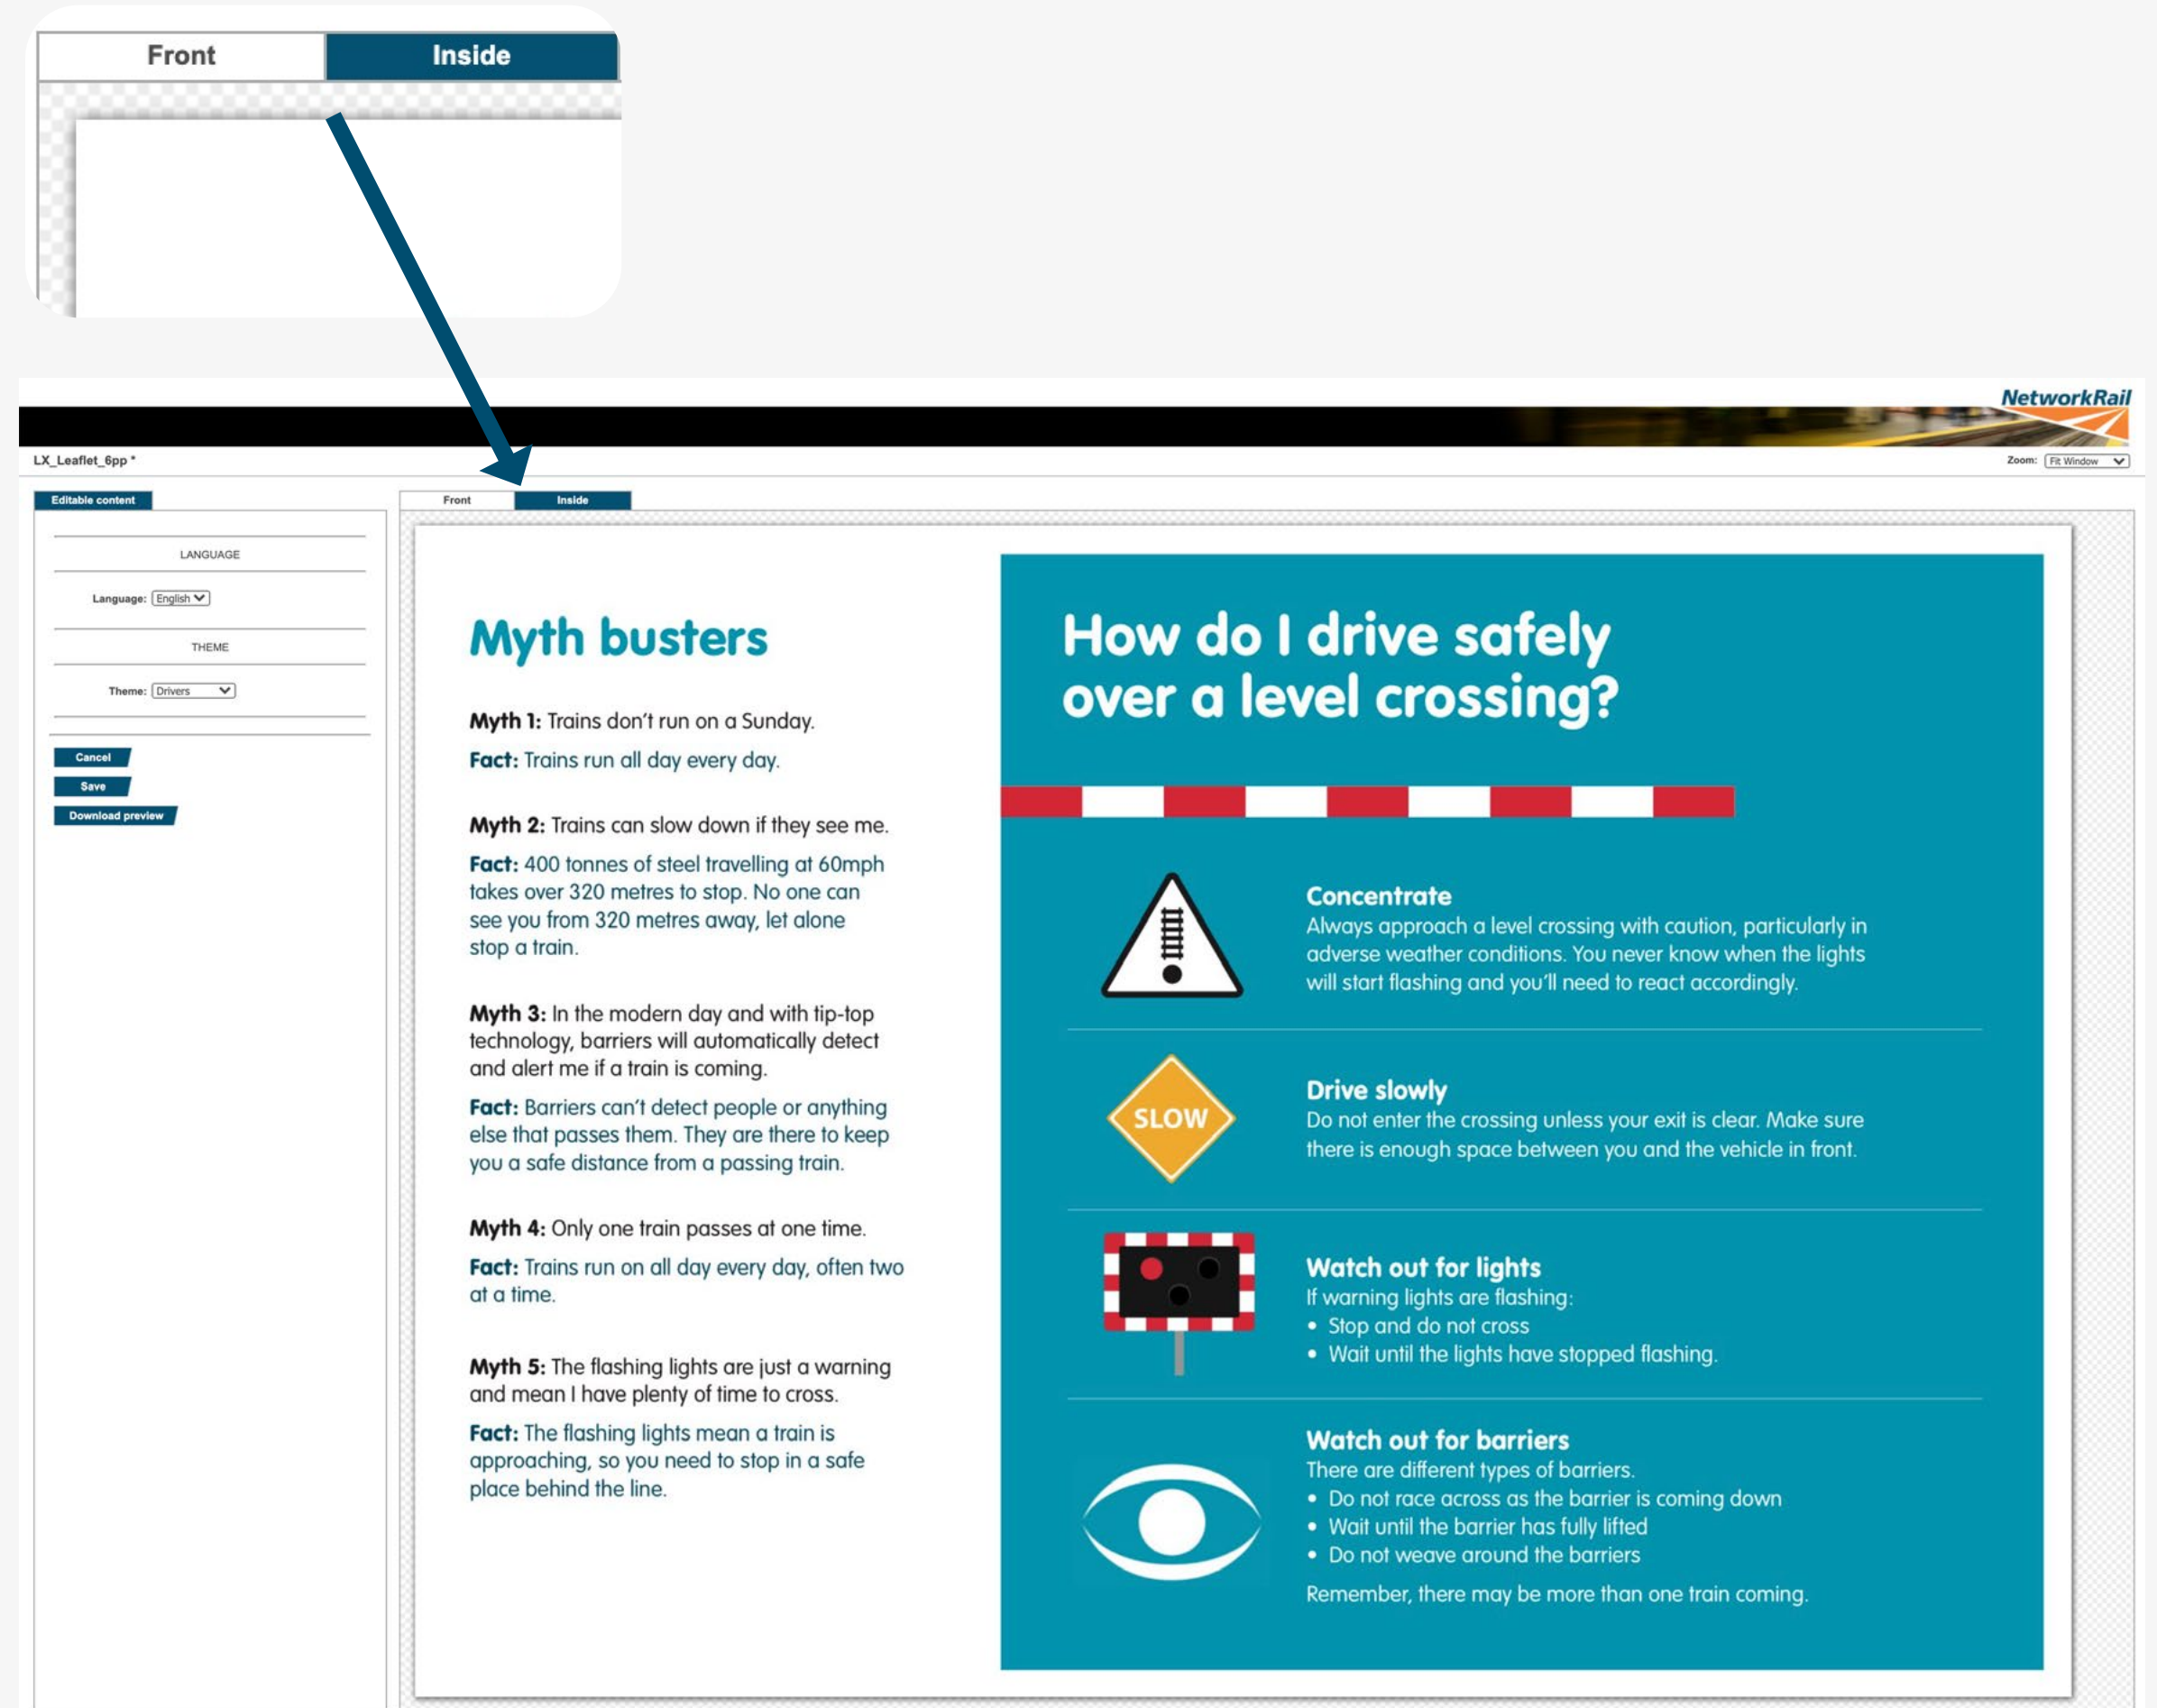 Front
Inside
NetworkRail
LX_Leaflet_6pp *
Zoom: Fit Window
Editable content
Front
Inside
LANGUAGE
Language: English
THEME
Theme: Drivers
Cancel
Save
Download preview
Myth busters
Myth 1: Trains don't run on a Sunday.
Fact: Trains run all day every day.
Myth 2: Trains can slow down if they see me.
Fact: 400 tonnes of steel travelling at 60mph
takes over 320 metres to stop. No one can
see you from 320 metres away, let alone
stop a train.
Myth 3: In the modern day and with tip-top
technology, barriers will automatically detect
and alert me if a train is coming.
Fact: Barriers can't detect people or anything
else that passes them. They are there to keep
you a safe distance from a passing train.
Myth 4: Only one train passes at one time.
Fact: Trains run on all day every day, often two
at a time.
Myth 5: The flashing lights are just a warning
and mean I have plenty of time to cross.
Fact: The flashing lights mean a train is
approaching, so you need to stop in a safe
place behind the line.
How do I drive safely
over a level crossing?
Concentrate
Always approach a level crossing with caution, particularly in
adverse weather conditions. You never know when the lights
will start flashing and you'll need to react accordingly.
SLOW
Drive slowly
Do not enter the crossing unless your exit is clear. Make sure
there is enough space between you and the vehicle in front.
Watch out for lights
If warning lights are flashing:
• Stop and do not cross
• Wait until the lights have stopped flashing.
Watch out for barriers
There are different types of barriers.
• Do not race across as the barrier is coming down
• Wait until the barrier has fully lifted
• Do not weave around the barriers
Remember, there may be more than one train coming.